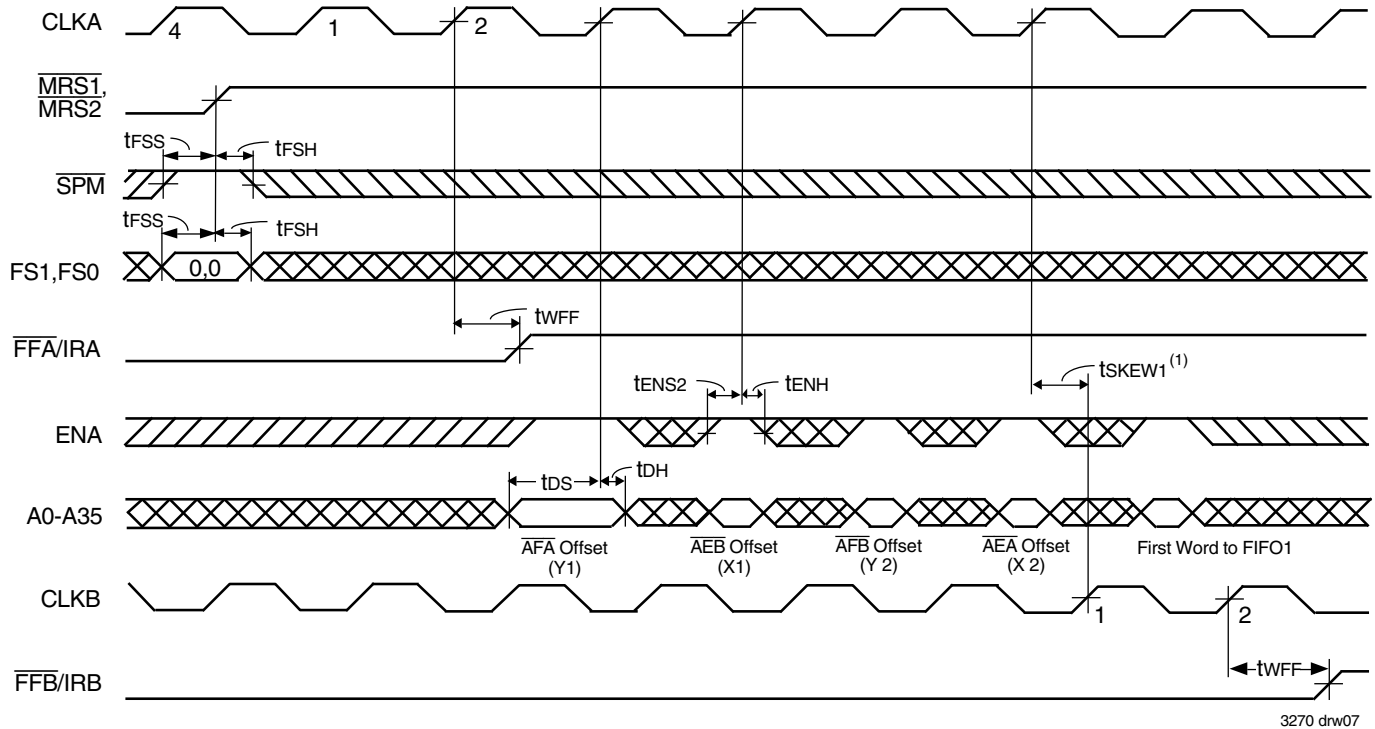 CLKA 4 1 2
MRS1,
MRS2
tFSS tFSH
SPM
tFSS tFSH
FS1,FS0 0,0
tWFF
FFA/IRA
tENS2 tENH tSKEW1 (1)
ENA
tDS tDH
A0-A35
AFA Offset (Y1)
AEB Offset (X1)
AFB Offset (Y 2)
AEA Offset (X 2)
First Word to FIFO1
CLKB 1 2
tWFF
FFB/IRB
3270 drw07